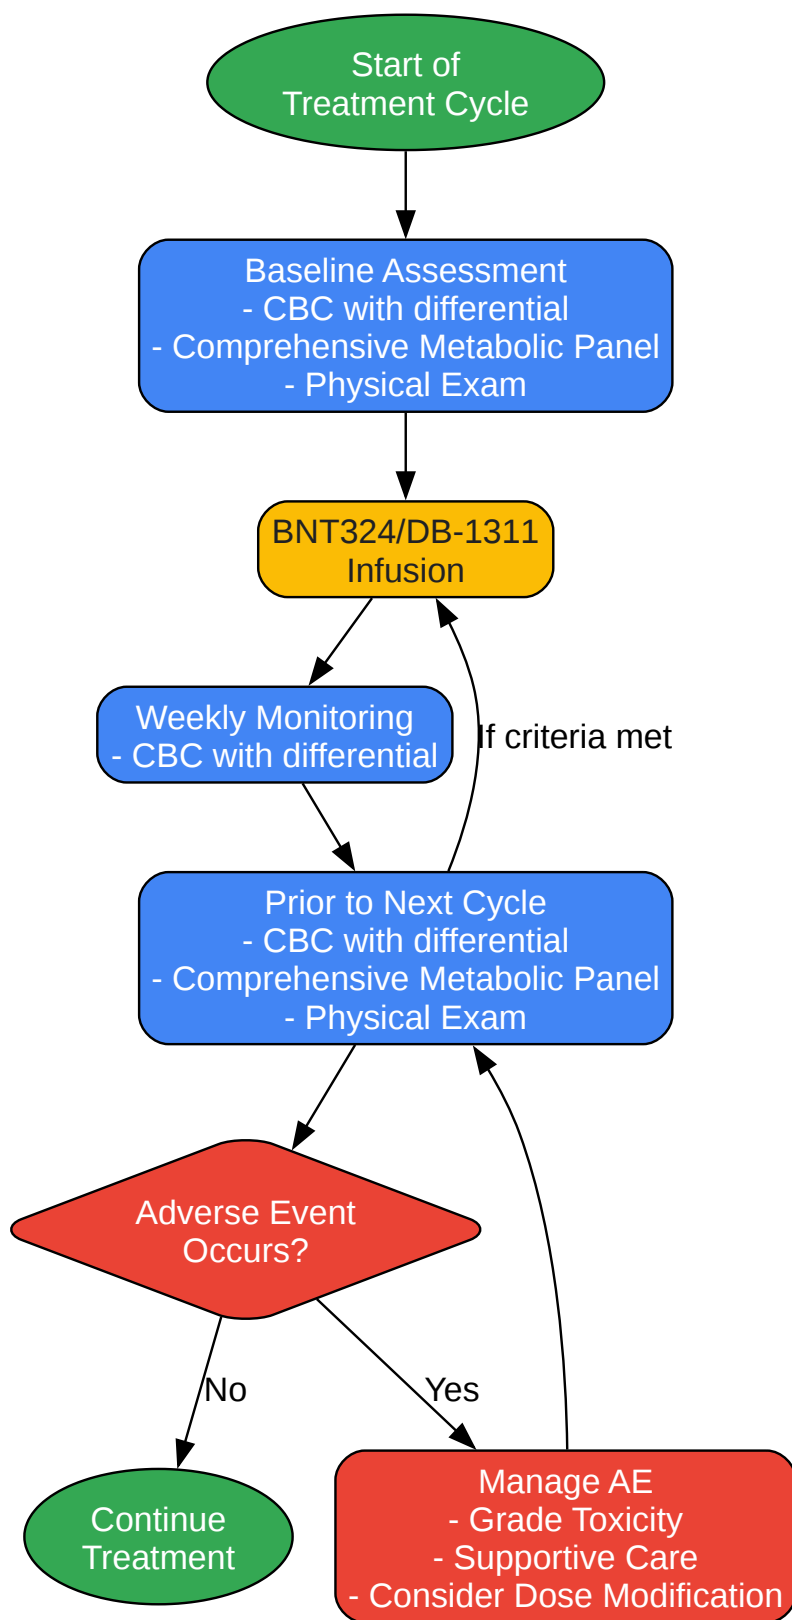 Start of
Treatment Cycle
Baseline Assessment
- CBC with differential
- Comprehensive Metabolic Panel
- Physical Exam
BNT324/DB-1311
Infusion
Weekly Monitoring
- CBC with differential
If criteria met
Prior to Next Cycle
- CBC with differential
- Comprehensive Metabolic Panel
- Physical Exam
Adverse Event
Occurs?
No
Yes
Continue
Treatment
Manage AE
- Grade Toxicity
- Supportive Care
- Consider Dose Modification